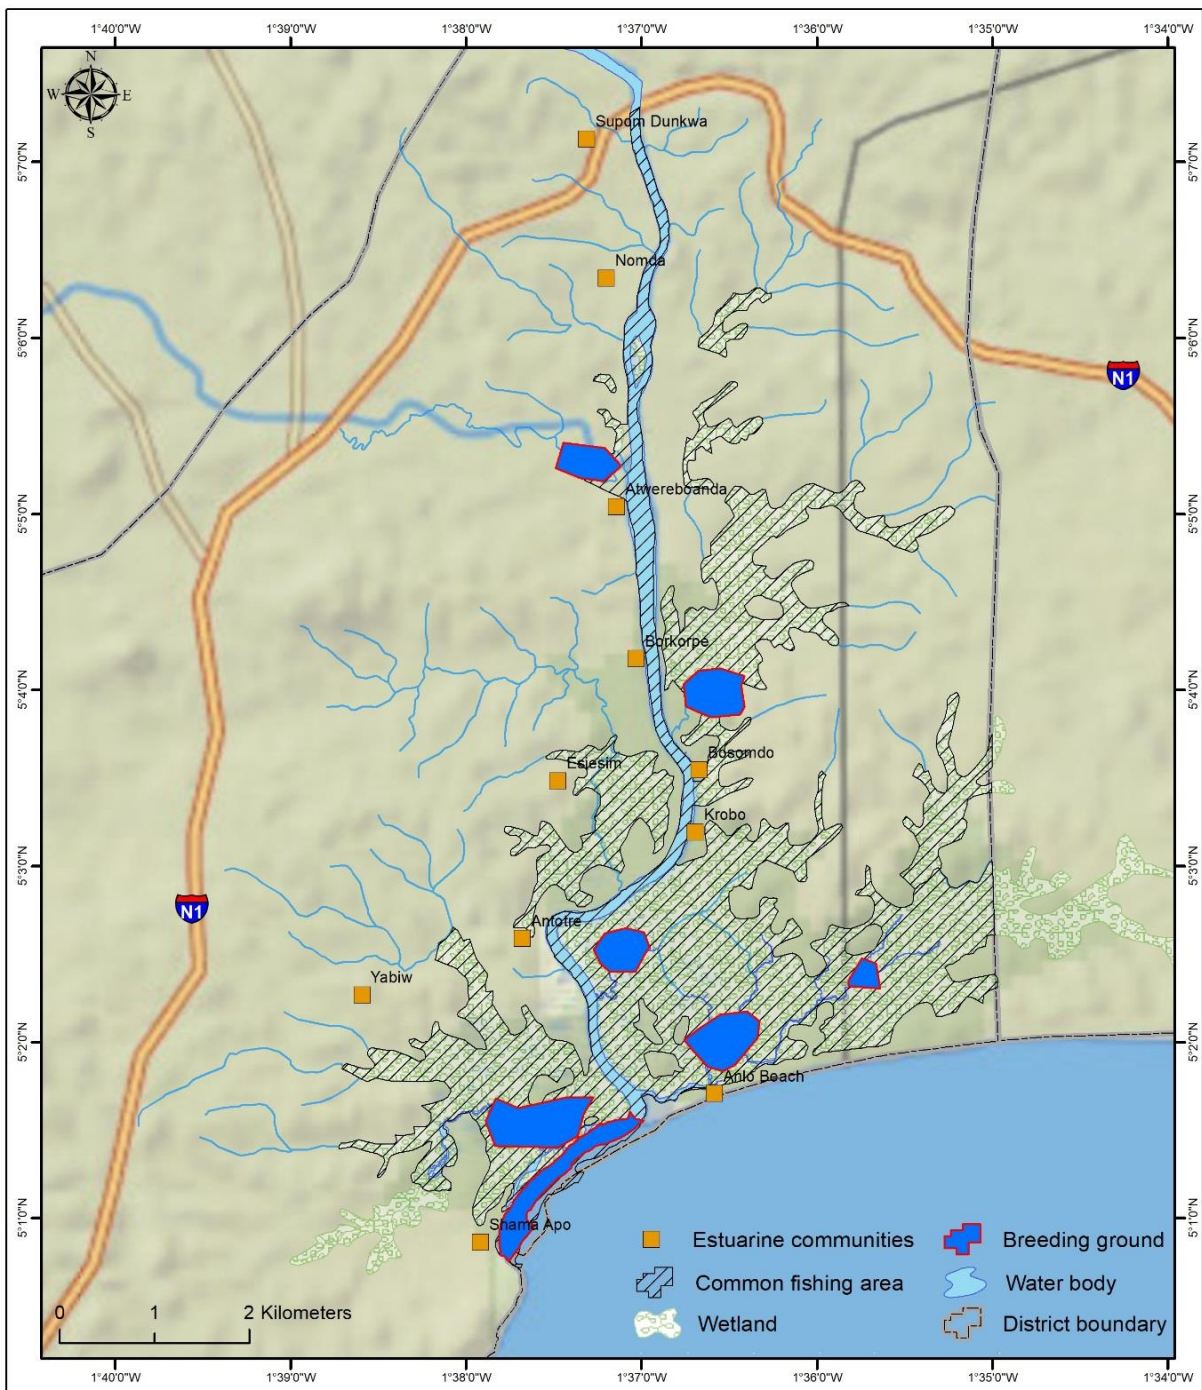 1°40'0"W 1°39'0"W 1°38'0"W 1°37'0"W 1°36'0"W 1°35'0"W 1°34'0"W
N
W E
S
Supom Dunkwa
5°7'0"N 5°7'0"N
Nomda
5°6'0"N 5°6'0"N
N1
Atwereboanda
5°5'0"N 5°5'0"N
Borkorpe
5°4'0"N 5°4'0"N
Bosomdo
Esiesim
Krobo
5°3'0"N 5°3'0"N
N1
Antotre
Yabiw
5°2'0"N 5°2'0"N
Anlo Beach
5°1'0"N 5°1'0"N
Shama Apo
Estuarine communities
Breeding ground
Common fishing area
Water body
Wetland
District boundary
0 1 2 Kilometers
1°40'0"W 1°39'0"W 1°38'0"W 1°37'0"W 1°36'0"W 1°35'0"W 1°34'0"W